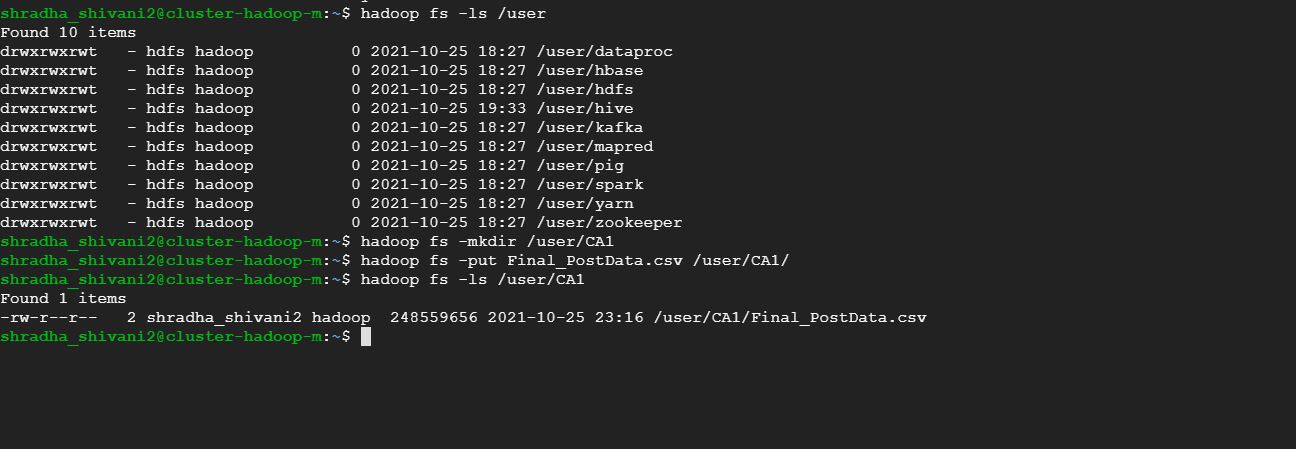 shradha_shivani2@cluster-hadoop-m:~$ hadoop fs -ls /user
Found 10 items
drwxrwxrwt   - hdfs hadoop          0 2021-10-25 18:27 /user/dataproc
drwxrwxrwt   - hdfs hadoop          0 2021-10-25 18:27 /user/hbase
drwxrwxrwt   - hdfs hadoop          0 2021-10-25 18:27 /user/hdfs
drwxrwxrwt   - hdfs hadoop          0 2021-10-25 19:33 /user/hive
drwxrwxrwt   - hdfs hadoop          0 2021-10-25 18:27 /user/kafka
drwxrwxrwt   - hdfs hadoop          0 2021-10-25 18:27 /user/mapred
drwxrwxrwt   - hdfs hadoop          0 2021-10-25 18:27 /user/pig
drwxrwxrwt   - hdfs hadoop          0 2021-10-25 18:27 /user/spark
drwxrwxrwt   - hdfs hadoop          0 2021-10-25 18:27 /user/yarn
drwxrwxrwt   - hdfs hadoop          0 2021-10-25 18:27 /user/zookeeper
shradha_shivani2@cluster-hadoop-m:~$ hadoop fs -mkdir /user/CA1
shradha_shivani2@cluster-hadoop-m:~$ hadoop fs -put Final_PostData.csv /user/CA1/
shradha_shivani2@cluster-hadoop-m:~$ hadoop fs -ls /user/CA1
Found 1 items
-rw-r--r--   2 shradha_shivani2 hadoop  248559656 2021-10-25 23:16 /user/CA1/Final_PostData.csv
shradha_shivani2@cluster-hadoop-m:~$